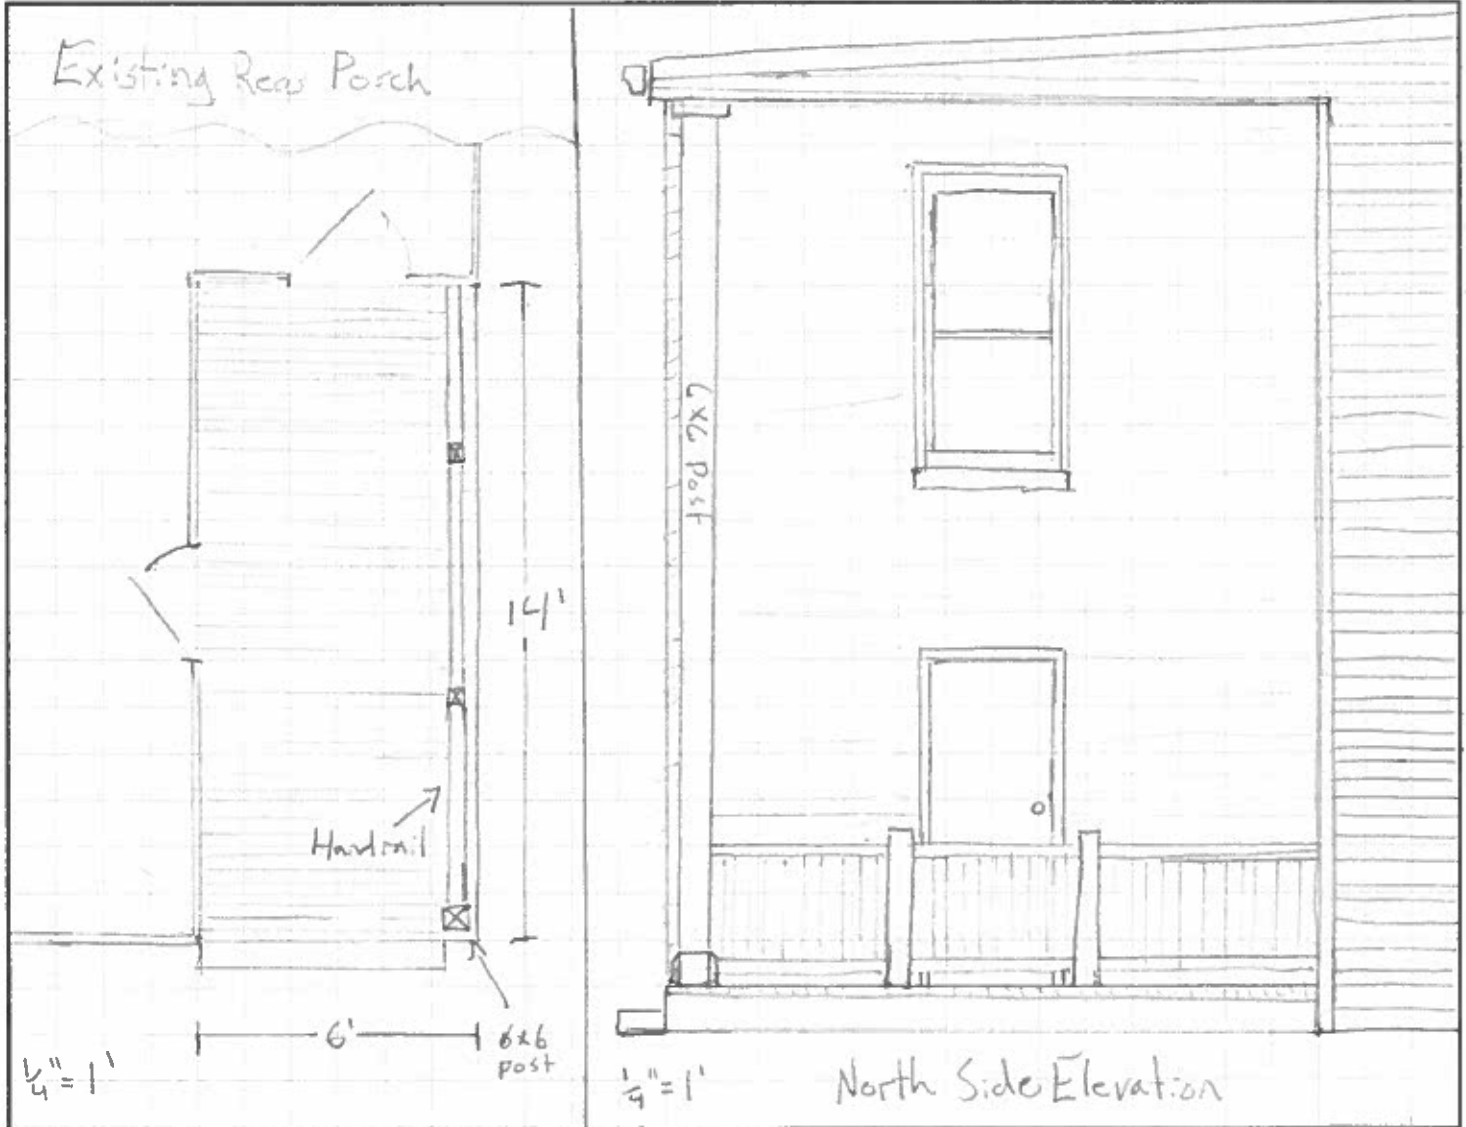 Existing Rear Porch
14'
Handrail
6'
6x6
post
1/4" = 1'
6x6 Post
1/4" = 1'
North Side Elevation